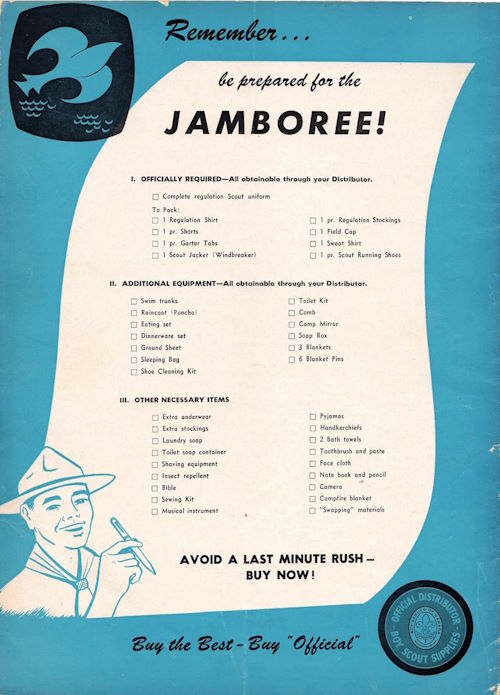 Remember...
be prepared for the
JAMBOREE!
I. OFFICIALLY REQUIRED—All obtainable through your Distributor.
☐ Complete regulation Scout uniform
To Pack:
☐ 1 Regulation Shirt
☐ 1 pr. Shorts
☐ 1 pr. Garter Tabs
☐ 1 Scout Jacket (Windbreaker)
☐ 1 pr. Regulation Stockings
☐ 1 Field Cap
☐ 1 Sweat Shirt
☐ 1 pr. Scout Running Shoes
II. ADDITIONAL EQUIPMENT—All obtainable through your Distributor.
☐ Swim trunks
☐ Raincoat (Poncho)
☐ Eating set
☐ Dinnerware set
☐ Ground Sheet
☐ Sleeping Bag
☐ Shoe Cleaning Kit
☐ Toilet Kit
☐ Comb
☐ Camp Mirror
☐ Soap Box
☐ 3 Blankets
☐ 6 Blanket Pins
III. OTHER NECESSARY ITEMS
☐ Extra underwear
☐ Extra stockings
☐ Laundry soap
☐ Toilet soap container
☐ Shaving equipment
☐ Insect repellent
☐ Bible
☐ Sewing Kit
☐ Musical instrument
☐ Pyjamas
☐ Handkerchiefs
☐ 2 Bath towels
☐ Toothbrush and paste
☐ Face cloth
☐ Note book and pencil
☐ Camera
☐ Campfire blanket
☐ "Swapping" materials
AVOID A LAST MINUTE RUSH—
BUY NOW!
Buy the Best - Buy "Official"
OFFICIAL DISTRIBUTOR
BOY SCOUT SUPPLIES